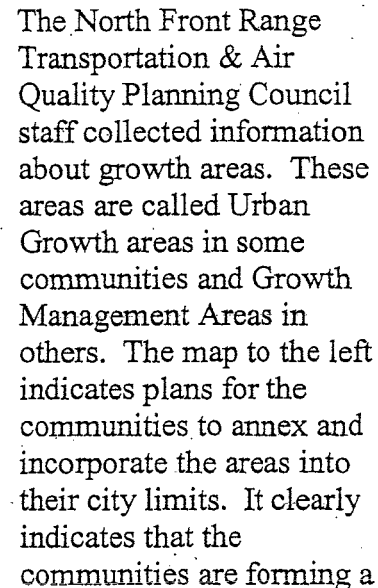 The North Front Range
Transportation & Air
Quality Planning Council
staff collected information
about growth areas.  These
areas are called Urban
Growth areas in some
communities and Growth
Management Areas in
others.  The map to the left
indicates plans for the
communities to annex and
incorporate the areas into
their city limits.  It clearly
indicates that the
communities are forming a